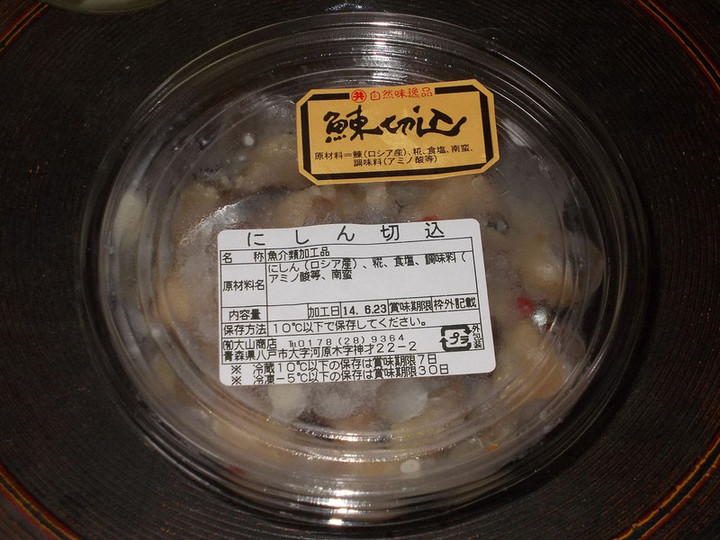 共 自然味逸品
鰊切込
原材料=鰊(ロシア産)、糀、食塩、南蛮、
調味料(アミノ酸等)
にしん切込
名 称 魚介類加工品
原材料名 にしん(ロシア産)、糀、食塩、調味料(
アミノ酸等、南蛮
内容量 加工日 14. 6.23 賞味期限 枠外記載
保存方法 10℃以下で保存してください。
㈲大山商店 ℡0178(28)9364
青森県八戸市大字河原木字神才22-2
プラ 外装
※ 冷蔵10℃以下の保存は賞味期限7日
※ 冷凍-5℃以下の保存は賞味期限30日